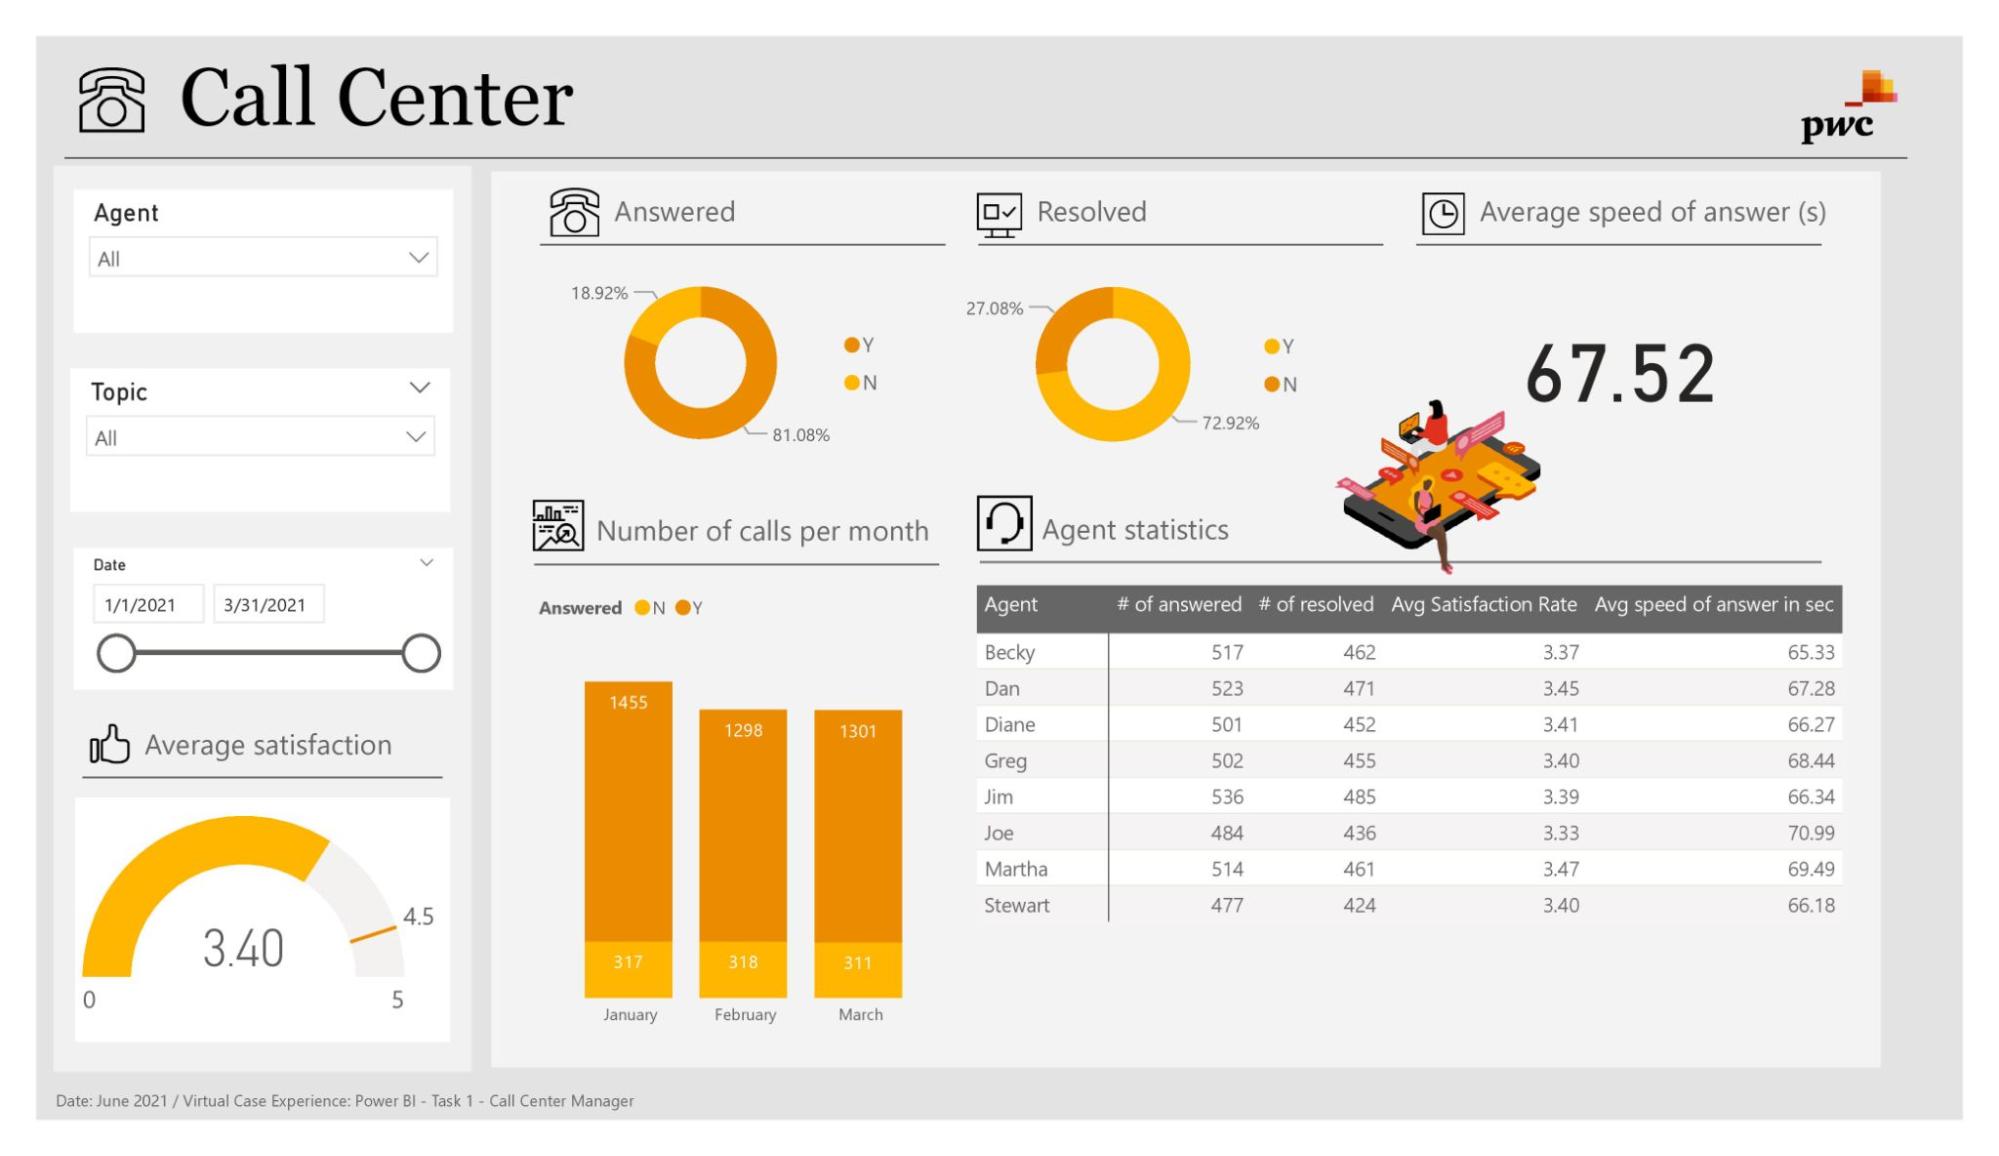 Call Center
pwc
Agent
All
Topic
All
Date
1/1/2021 3/31/2021
Average satisfaction
3.40
4.5
0 5
Answered
18.92%
81.08%
Y
N
Resolved
27.08%
72.92%
Y
N
Average speed of answer (s)
67.52
Number of calls per month
Answered N Y
1455 1298 1301
317 318 311
January February March
Agent statistics
Agent # of answered # of resolved Avg Satisfaction Rate Avg speed of answer in sec
Becky 517 462 3.37 65.33
Dan 523 471 3.45 67.28
Diane 501 452 3.41 66.27
Greg 502 455 3.40 68.44
Jim 536 485 3.39 66.34
Joe 484 436 3.33 70.99
Martha 514 461 3.47 69.49
Stewart 477 424 3.40 66.18
Date: June 2021 / Virtual Case Experience: Power BI - Task 1 - Call Center Manager